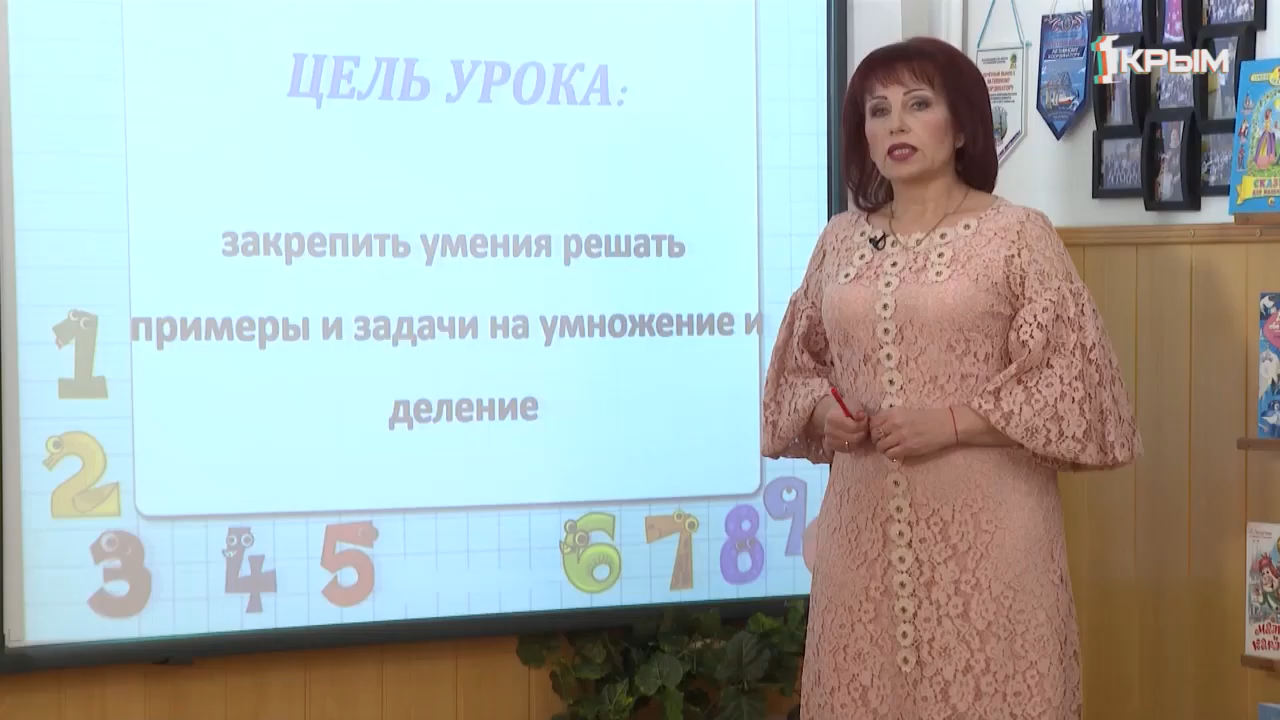 ЦЕЛЬ УРОКА:
закрепить умения решать
примеры и задачи на умножение и
деление
1
2
3
4
5
6
7
8
9
1КРЫМ